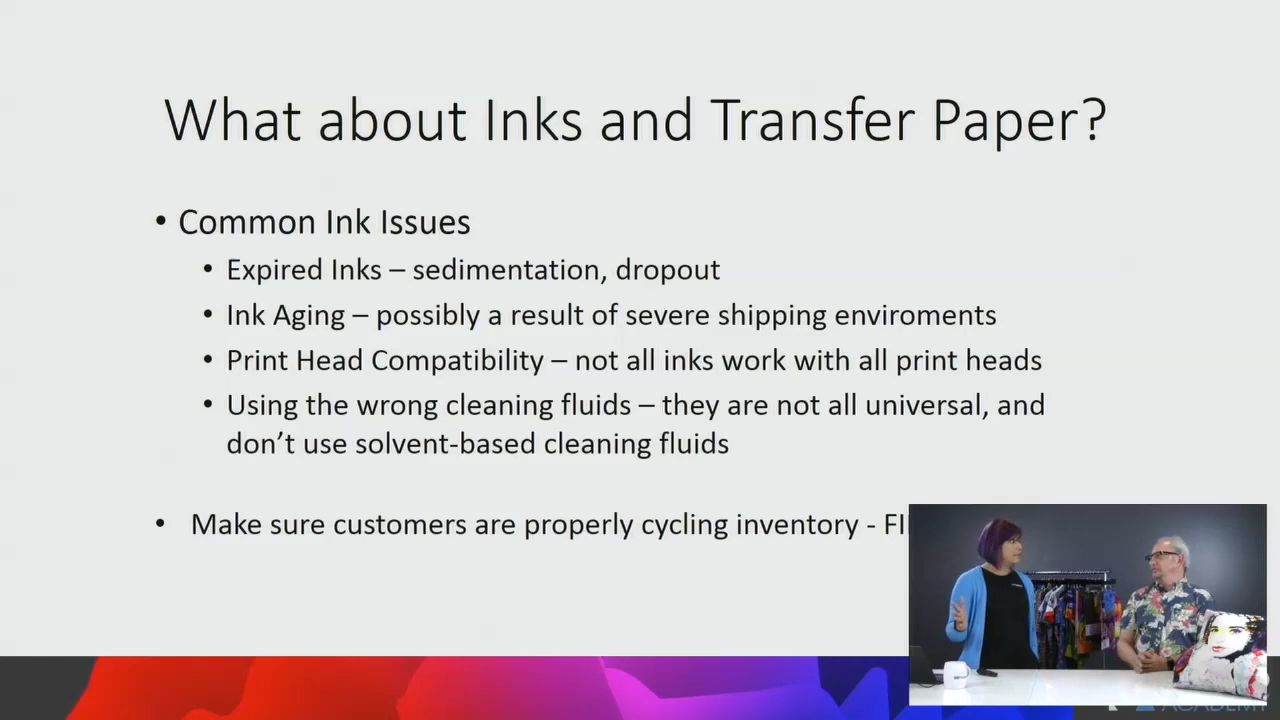 What about Inks and Transfer Paper?
• Common Ink Issues
• Expired Inks – sedimentation, dropout
• Ink Aging – possibly a result of severe shipping enviroments
• Print Head Compatibility – not all inks work with all print heads
• Using the wrong cleaning fluids – they are not all universal, and
don’t use solvent-based cleaning fluids
• Make sure customers are properly cycling inventory -
ACADEMY